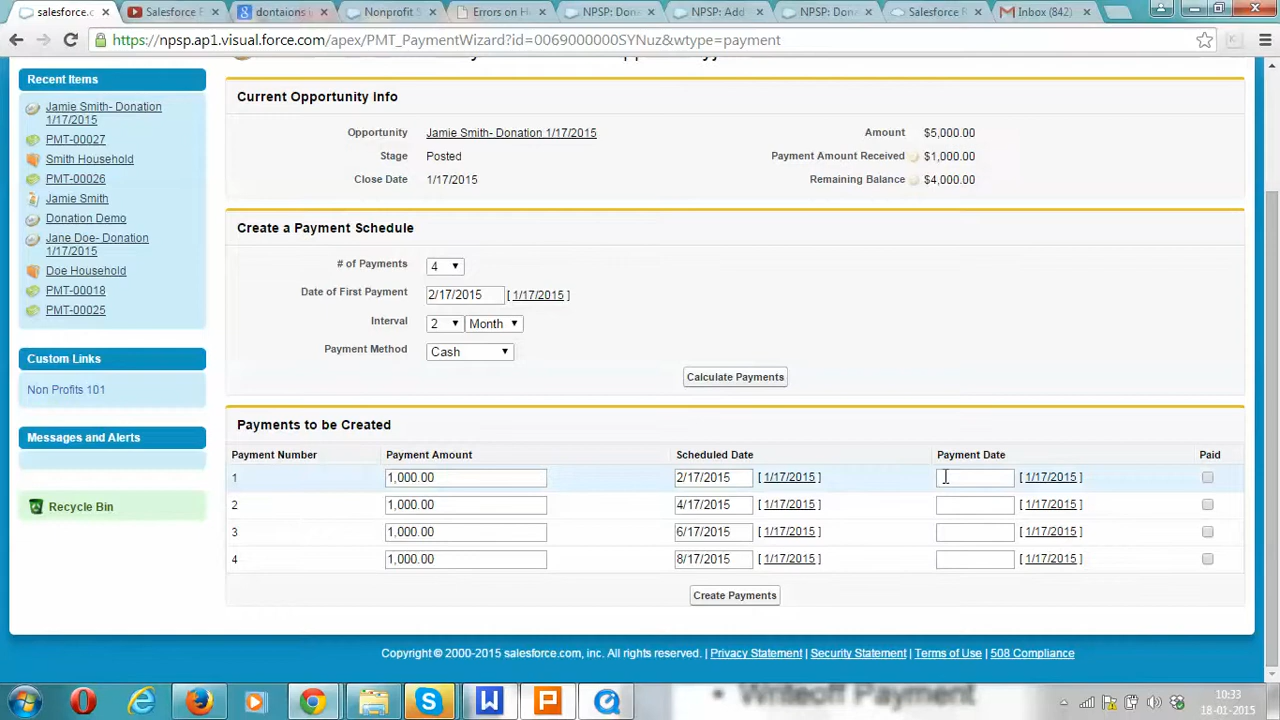 salesforce.c
Salesforce F
dontaions i
Nonprofit S
Errors on He
NPSP: Don
NPSP: Add
NPSP: Don
Salesforce R
Inbox (842)
https://npsp.ap1.visual.force.com/apex/PMT_PaymentWizard?id=0069000000SYNuz&wtype=payment
Recent Items
Jamie Smith- Donation
1/17/2015
PMT-00027
Smith Household
PMT-00026
Jamie Smith
Donation Demo
Jane Doe- Donation
1/17/2015
Doe Household
PMT-00018
PMT-00025
Custom Links
Non Profits 101
Messages and Alerts
Recycle Bin
Current Opportunity Info
Opportunity Jamie Smith- Donation 1/17/2015 Amount $5,000.00
Stage Posted Payment Amount Received $1,000.00
Close Date 1/17/2015 Remaining Balance $4,000.00
Create a Payment Schedule
# of Payments 4
Date of First Payment 2/17/2015 [ 1/17/2015 ]
Interval 2 Month
Payment Method Cash
Calculate Payments
Payments to be Created
Payment Number Payment Amount Scheduled Date Payment Date Paid
1 1,000.00 2/17/2015 [ 1/17/2015 ] [ 1/17/2015 ]
2 1,000.00 4/17/2015 [ 1/17/2015 ] [ 1/17/2015 ]
3 1,000.00 6/17/2015 [ 1/17/2015 ] [ 1/17/2015 ]
4 1,000.00 8/17/2015 [ 1/17/2015 ] [ 1/17/2015 ]
Create Payments
Copyright © 2000-2015 salesforce.com, inc. All rights reserved. | Privacy Statement | Security Statement | Terms of Use | 508 Compliance
• Writeoff Payment
10:33
18-01-2015